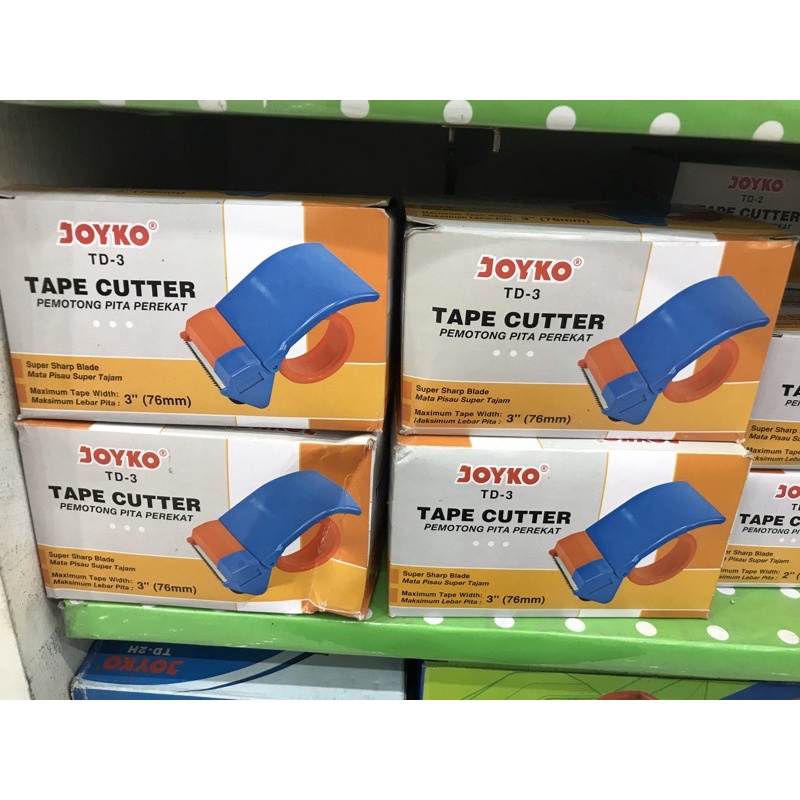 JOYKO®
TD-3
TAPE CUTTER
PEMOTONG PITA PEREKAT
Super Sharp Blade
Mata Pisau Super Tajam
Maximum Tape Width:
Maksimum Lebar Pita : 3" (76mm)
JOYKO®
TD-3
TAPE CUTTER
PEMOTONG PITA PEREKAT
Super Sharp Blade
Mata Pisau Super Tajam
Maximum Tape Width:
Maksimum Lebar Pita : 3" (76mm)
JOYKO®
TD-3
TAPE CUTTER
PEMOTONG PITA PEREKAT
Super Sharp Blade
Mata Pisau Super Tajam
Maximum Tape Width:
Maksimum Lebar Pita : 3" (76mm)
JOYKO®
TD-3
TAPE CUTTER
PEMOTONG PITA PEREKAT
Super Sharp Blade
Mata Pisau Super Tajam
Maximum Tape Width:
Maksimum Lebar Pita : 3" (76mm)
3" (76mm)
JOYKO
TD-2
TAPE CUTTER
JOYKO
TAPE
Super Sharp Blade
Mata Pisau Super Tajam
2"
JOYKO
TD-2H